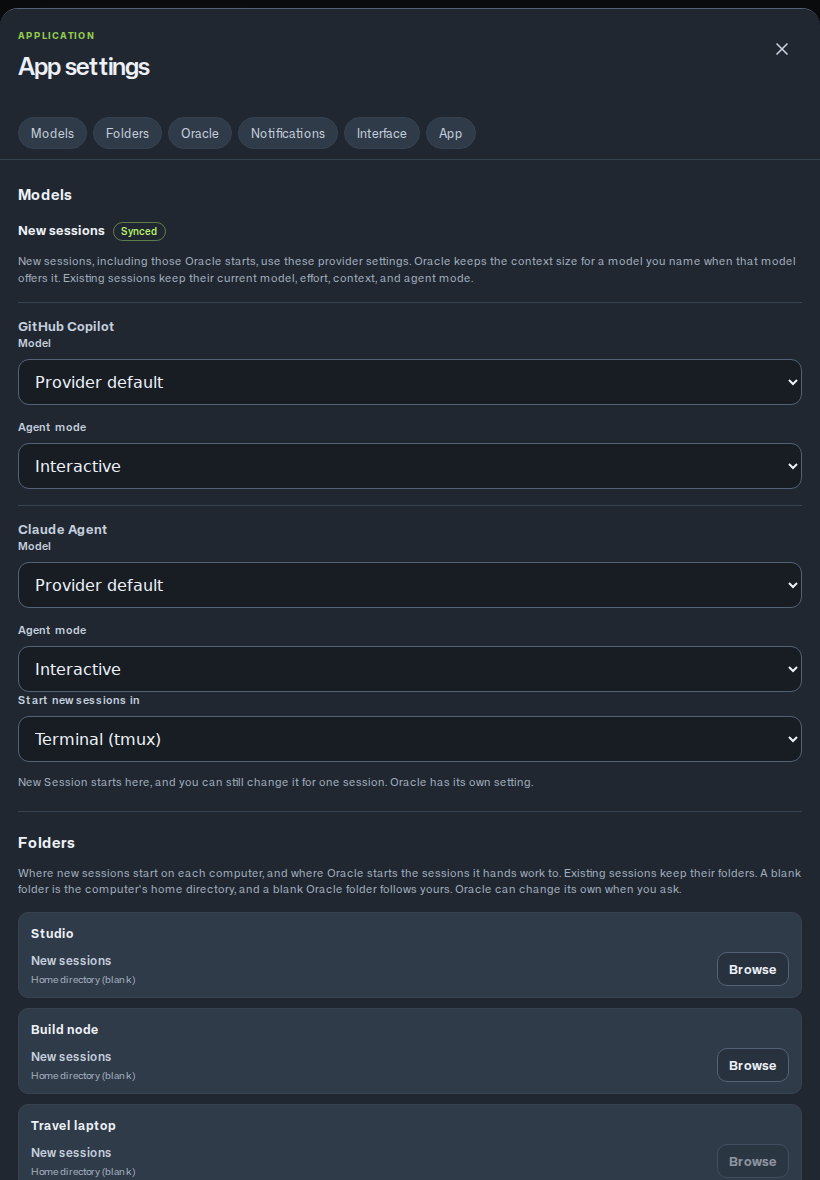 APPLICATION
App settings
Models
Folders
Oracle
Notifications
Interface
App
Models
New sessions
Synced
New sessions, including those Oracle starts, use these provider settings. Oracle keeps the context size for a model you name when that model
offers it. Existing sessions keep their current model, effort, context, and agent mode.
GitHub Copilot
Model
Provider default
Agent mode
Interactive
Claude Agent
Model
Provider default
Agent mode
Interactive
Start new sessions in
Terminal (tmux)
New Session starts here, and you can still change it for one session. Oracle has its own setting.
Folders
Where new sessions start on each computer, and where Oracle starts the sessions it hands work to. Existing sessions keep their folders. A blank
folder is the computer's home directory, and a blank Oracle folder follows yours. Oracle can change its own when you ask.
Studio
New sessions
Home directory (blank)
Browse
Build node
New sessions
Home directory (blank)
Browse
Travel laptop
New sessions
Home directory (blank)
Browse